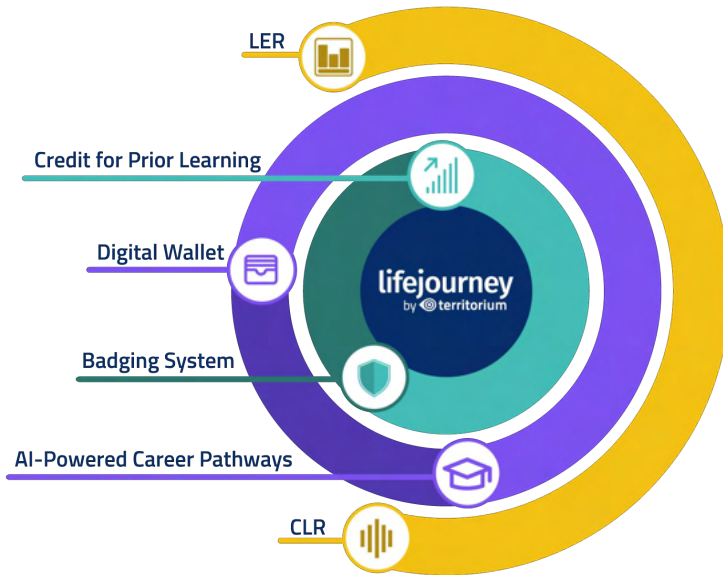 LER
Credit for Prior Learning
Digital Wallet
lifejourney
by territorium
Badging System
AI-Powered Career Pathways
CLR